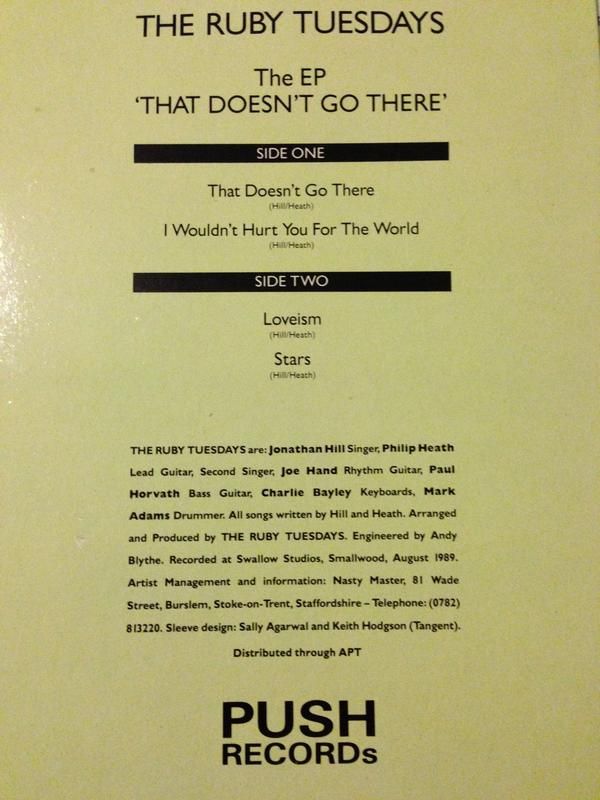 THE RUBY TUESDAYS
The EP
‘THAT DOESN’T GO THERE’
SIDE ONE
That Doesn’t Go There
(Hill/Heath)
I Wouldn’t Hurt You For The World
(Hill/Heath)
SIDE TWO
Loveism
(Hill/Heath)
Stars
(Hill/Heath)
THE RUBY TUESDAYS are: Jonathan Hill Singer, Philip Heath
Lead Guitar, Second Singer, Joe Hand Rhythm Guitar, Paul
Horvath Bass Guitar, Charlie Bayley Keyboards, Mark
Adams Drummer. All songs written by Hill and Heath. Arranged
and Produced by THE RUBY TUESDAYS. Engineered by Andy
Blythe. Recorded at Swallow Studios, Smallwood, August 1989.
Artist Management and information: Nasty Master, 81 Wade
Street, Burslem, Stoke-on-Trent, Staffordshire – Telephone: (0782)
813220. Sleeve design: Sally Agarwal and Keith Hodgson (Tangent).
Distributed through APT
PUSH
RECORDs